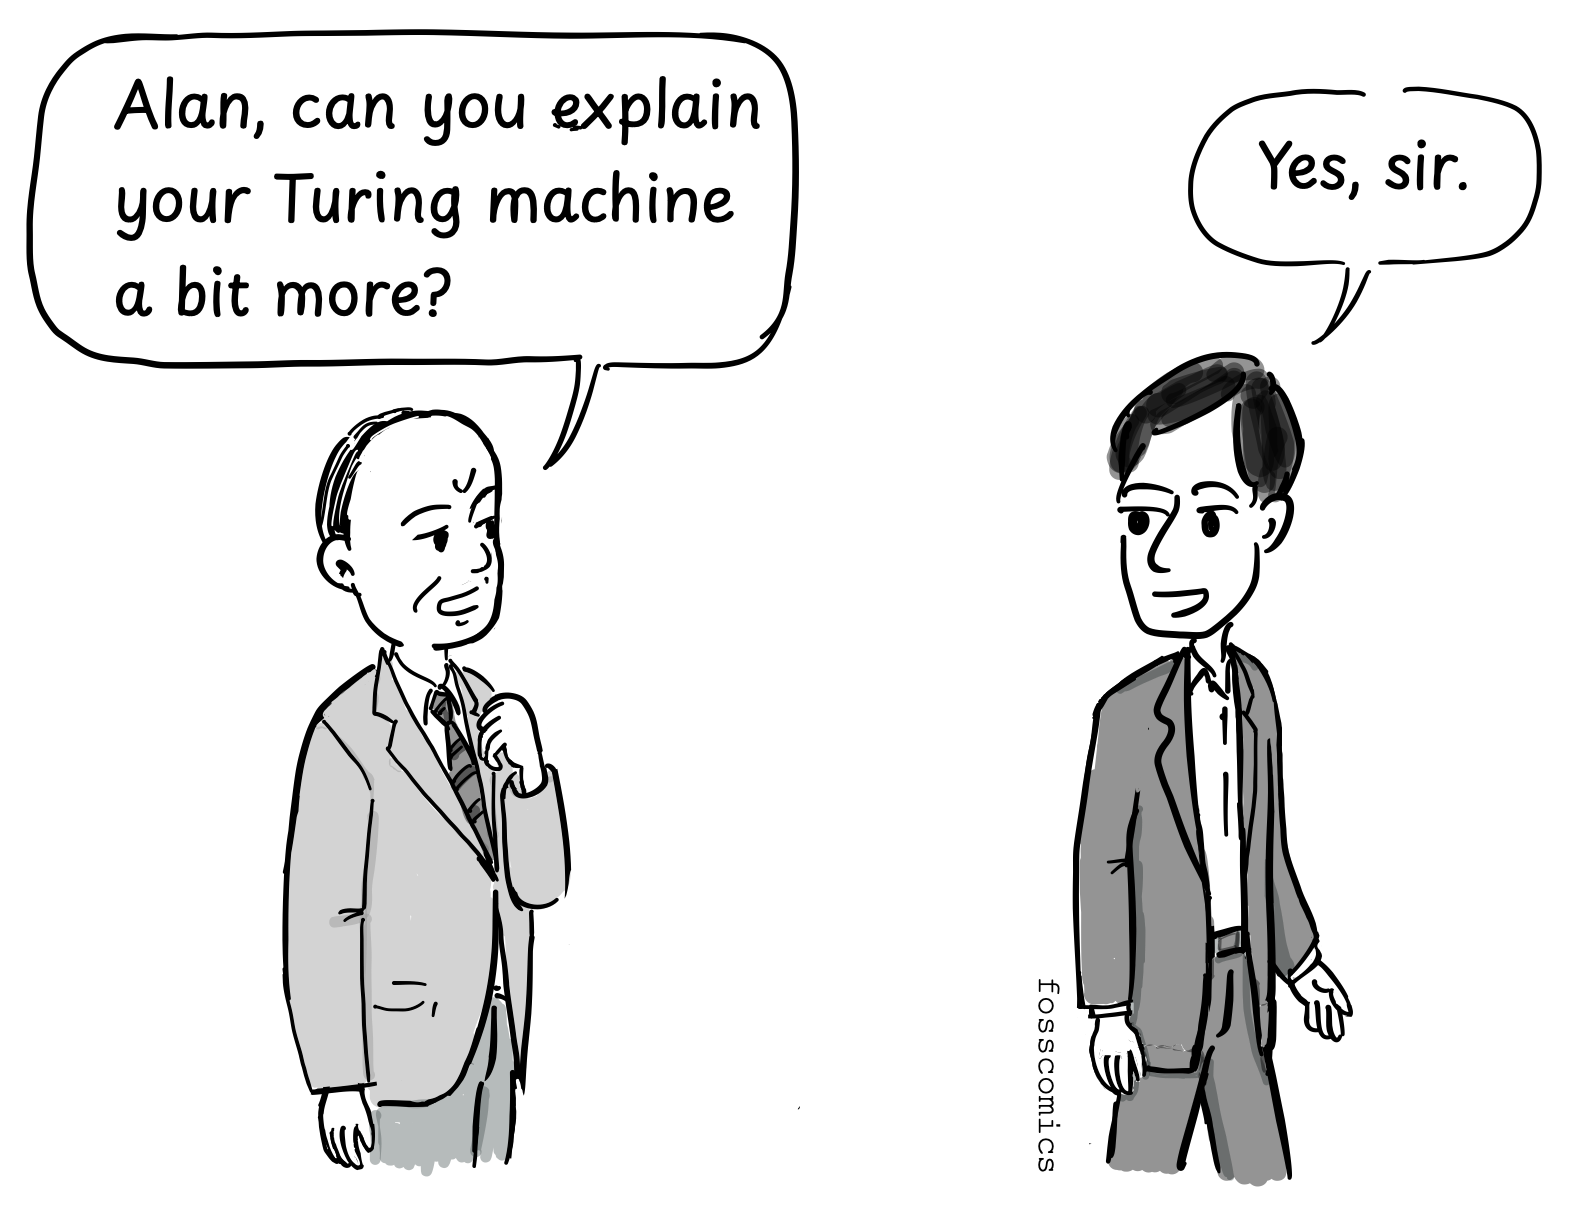 Alan, can you explain
your Turing machine
a bit more?
Yes, sir.
fosscomics